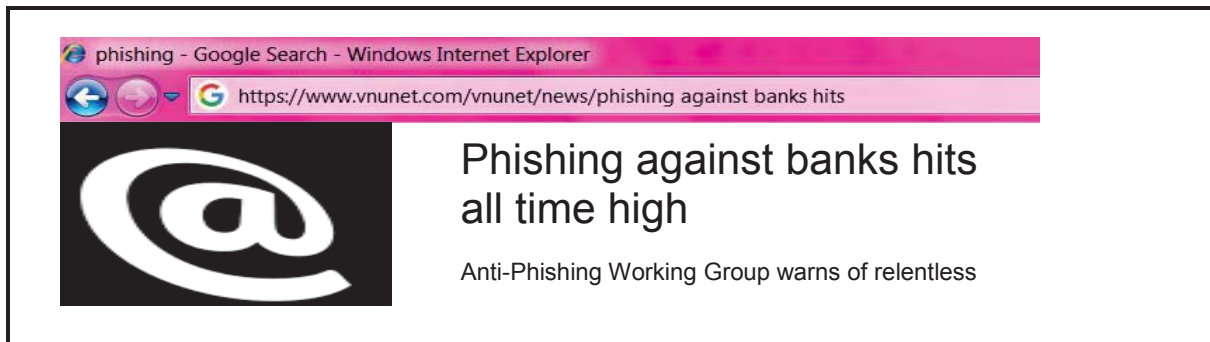 phishing - Google Search - Windows Internet Explorer
https://www.vnunet.com/vnunet/news/phishing against banks hits
Phishing against banks hits
all time high
Anti-Phishing Working Group warns of relentless